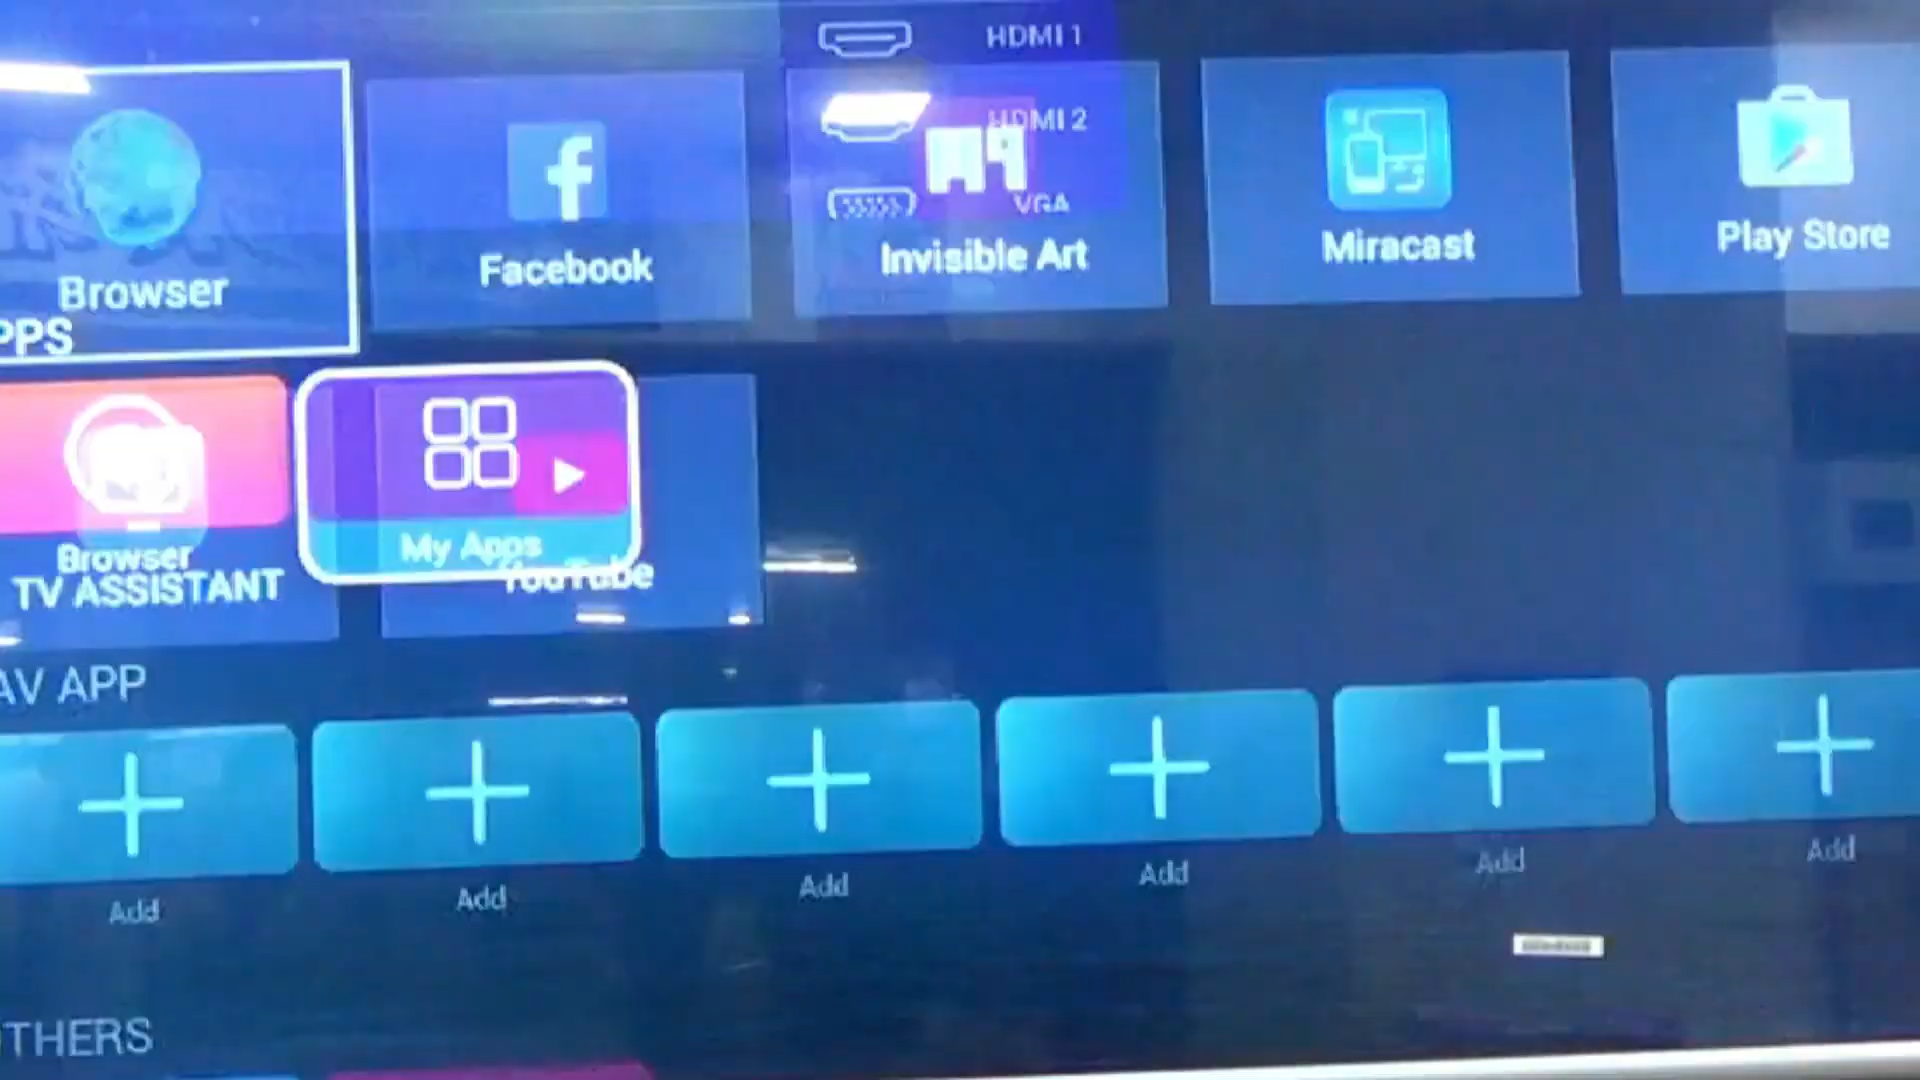 HDMI 1
HDMI 2
VGA
Browser
Facebook
Invisible Art
Miracast
Play Store
PPS
Browser
My Apps
YouTube
TV ASSISTANT
AV APP
Add
Add
Add
Add
Add
Add
THERS